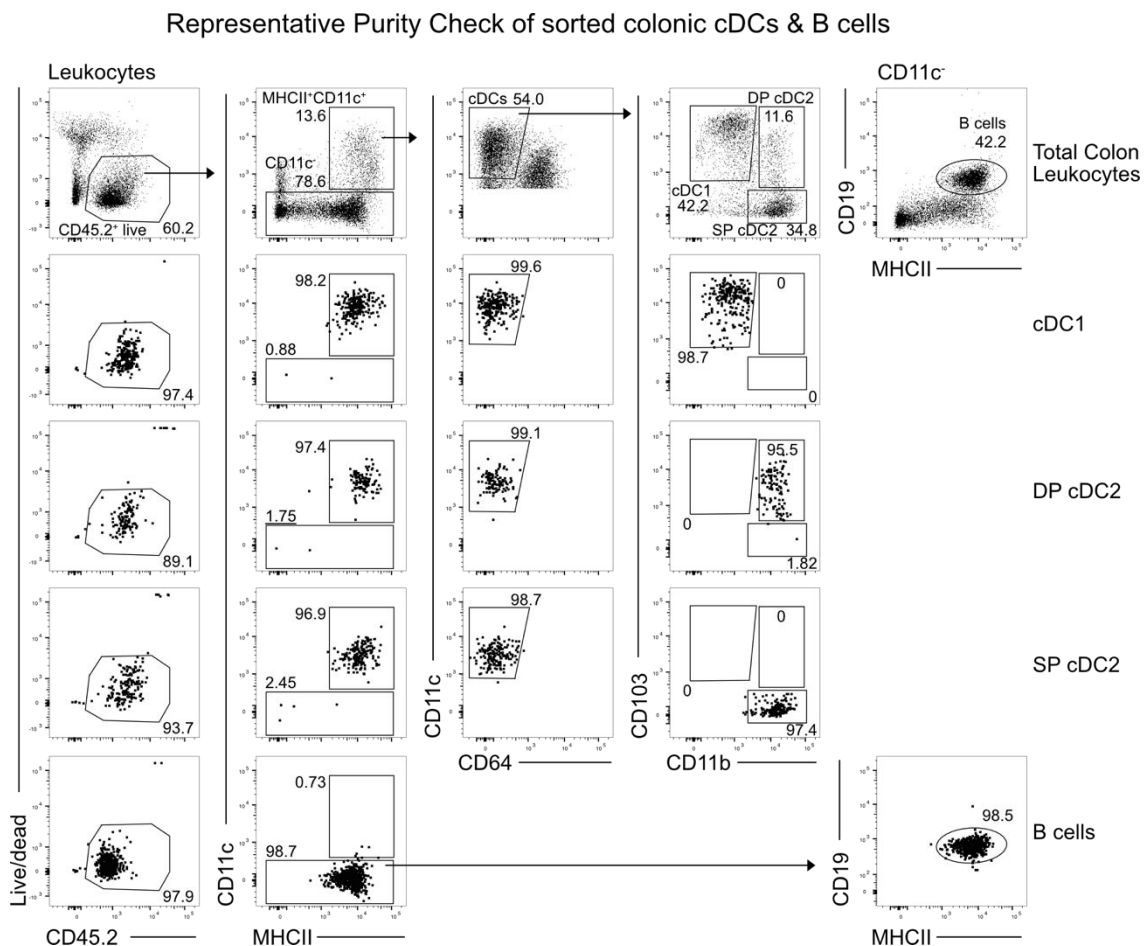 Representative Purity Check of sorted colonic cDCs & B cells
Leukocytes
CD11c⁻
MHCII⁺CD11c⁺
13.6
CD11c⁻
78.6
cDCs 54.0
DP cDC2
11.6
cDC1
42.2
SP cDC2 34.8
B cells
42.2
CD45.2⁺ live
60.2
Total Colon
Leukocytes
CD19
MHCII
98.2
0.88
97.4
99.6
0
98.7
0
cDC1
97.4
1.75
89.1
99.1
95.5
0
1.82
DP cDC2
96.9
2.45
93.7
98.7
0
0
97.4
SP cDC2
CD11c
CD64
CD103
CD11b
0.73
98.7
97.9
98.5
B cells
Live/dead
CD45.2
CD11c
MHCII
CD19
MHCII